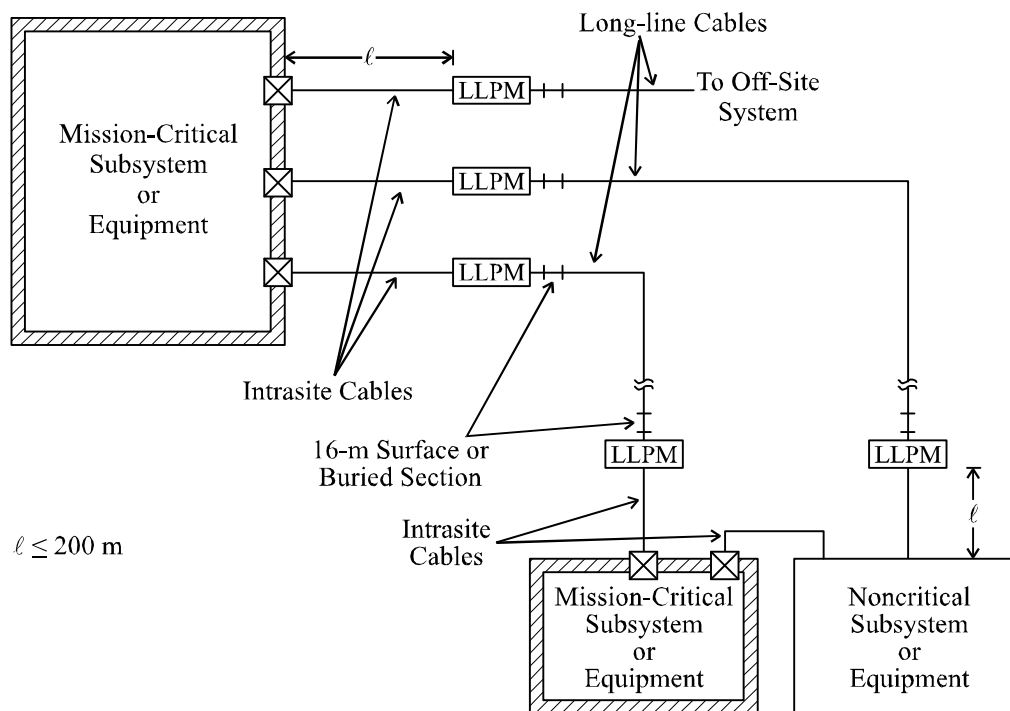 Long-line Cables
ℓ
LLPM
To Off-Site
System
Mission-Critical
Subsystem
or
Equipment
LLPM
LLPM
Intrasite Cables
16-m Surface or
Buried Section
LLPM
LLPM
Intrasite
Cables
ℓ
ℓ ≤ 200 m
Mission-Critical
Subsystem
or
Equipment
Noncritical
Subsystem
or
Equipment